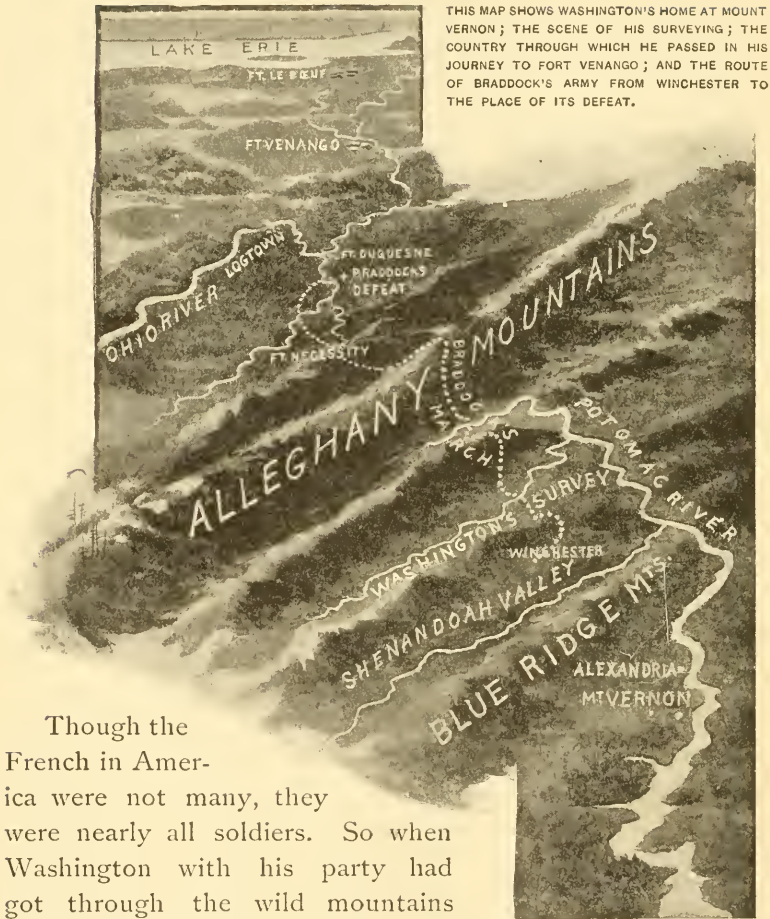 THIS MAP SHOWS WASHINGTON'S HOME AT MOUNT
VERNON; THE SCENE OF HIS SURVEYING; THE
COUNTRY THROUGH WHICH HE PASSED IN HIS
JOURNEY TO FORT VENANGO; AND THE ROUTE
OF BRADDOCK'S ARMY FROM WINCHESTER TO
THE PLACE OF ITS DEFEAT.
LAKE ERIE
FT. LE BŒUF
FT. VENANGO
LOGTOWN
OHIO RIVER
FT. DUQUESNE
BRADDOCKS
DEFEAT
FT. NECESSITY
ALLEGHANY MOUNTAINS
BRADDOCK'S
MARCH
POTOMAC RIVER
WASHINGTON'S SURVEY
WINCHESTER
SHENANDOAH VALLEY
BLUE RIDGE MTS.
ALEXANDRIA
MT VERNON
Though the
French in Amer-
ica were not many, they
were nearly all soldiers. So when
Washington with his party had
got through the wild mountains